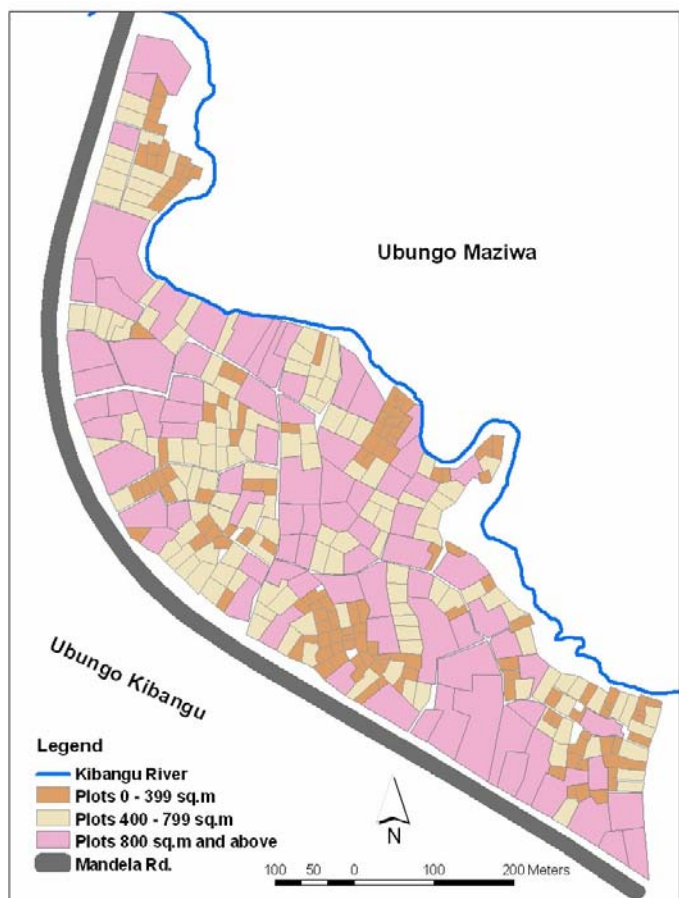 Ubungo Maziwa
Ubungo Kibangu
Legend
Kibangu River
Plots 0 - 399 sq.m
Plots 400 - 799 sq.m
Plots 800 sq.m and above
Mandela Rd.
N
100 50 0 100 200 Meters